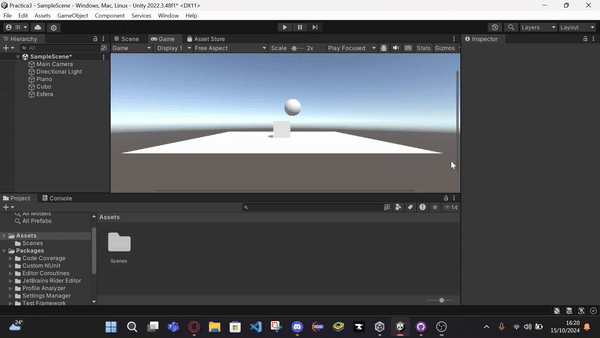 Practica3 - SampleScene - Windows, Mac, Linux - Unity 2022.3.48f1* <DX11>
File Edit Assets GameObject Component Services Window Help
IR
Layers Layout
Hierarchy
Scene Game Asset Store
Inspector
All
Game Display 1 Free Aspect Scale 2x Play Focused Stats Gizmos
SampleScene*
Main Camera
Directional Light
Plano
Cubo
Esfera
Project Console
14
All Models
All Prefabs
Assets
Scenes
Packages
Code Coverage
Custom NUnit
Editor Coroutines
JetBrains Rider Editor
Profile Analyzer
Settings Manager
Test Framework
Assets
Scenes
24°
16:20
15/10/2024